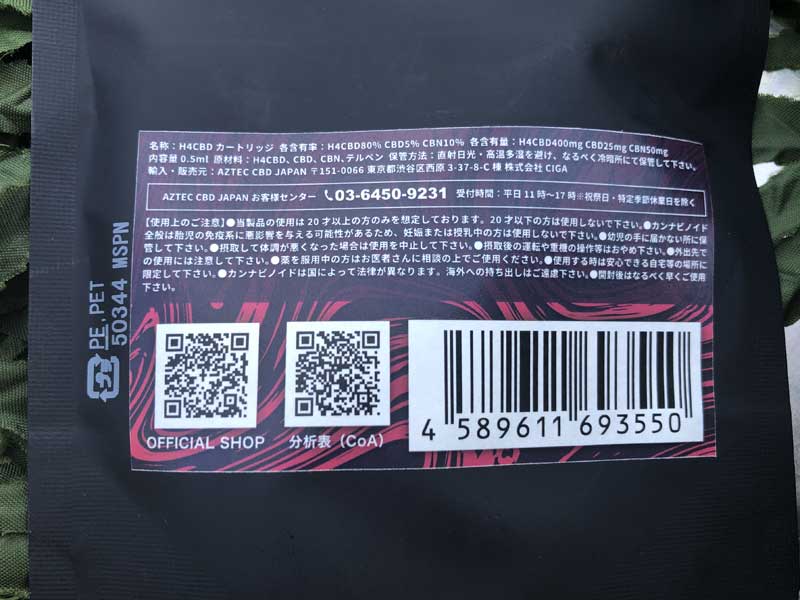 名称：H4CBD カートリッジ 各含有率：H4CBD80% CBD5% CBN10% 各含有量：H4CBD400mg CBD25mg CBN50mg
内容量 0.5ml 原材料：H4CBD、CBD、CBN、テルペン 保管方法：直射日光・高温多湿を避け、なるべく冷暗所にて保管して下さい。
輸入・販売元：AZTEC CBD JAPAN 〒151-0066 東京都渋谷区西原 3-37-8-C 棟 株式会社 CIGA
AZTEC CBD JAPAN お客様センター 03-6450-9231 受付時間：平日 11 時〜17 時※祝祭日・特定季節休業日を除く
【使用上のご注意】●当製品の使用は 20 才以上の方のみを想定しております。20 才以下の方は使用しないで下さい。●カンナビノイド
全般は胎児の免疫系に悪影響を与える可能性があるため、妊娠または授乳中の方は使用しないで下さい。●幼児の手に届かない所に保
管して下さい。●摂取して体調が悪くなった場合は使用を中止して下さい。●摂取後の運転や重機の操作等はおやめ下さい。●外出先で
の使用には注意して下さい。●薬を服用中の方はお医者さんに相談の上でご使用ください。●使用する時は安心できる自宅等の場所に
限定して下さい。●カンナビノイドは国によって法律が異なります。海外への持ち出しはご遠慮下さい。●開封後はなるべく早くご使用
下さい。
PE, PET
50344 MSPN
OFFICIAL SHOP
分析表（CoA）
4 589611 693550